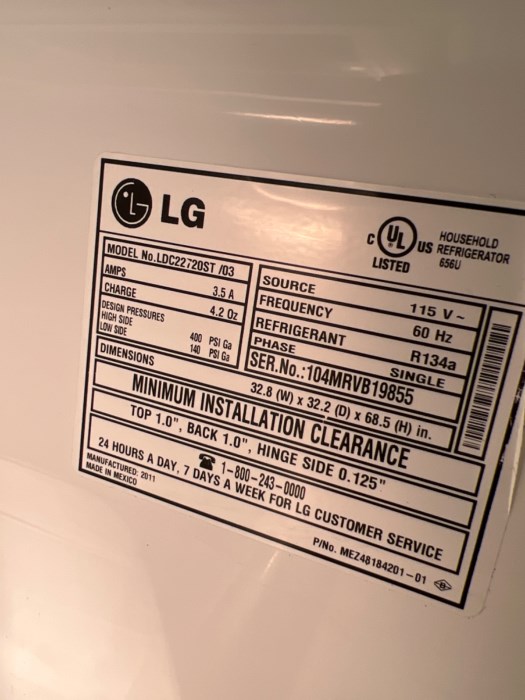 LG
C UL US
LISTED
HOUSEHOLD
REFRIGERATOR
656U
MODEL No.LDC22720ST /03
AMPS 3.5 A
CHARGE 4.2 Oz
DESIGN PRESSURES
HIGH SIDE 400 PSI Ga
LOW SIDE 140 PSI Ga
SOURCE 115 V ~
FREQUENCY 60 Hz
REFRIGERANT R134a
PHASE SINGLE
SER.No.:104MRVB19855
DIMENSIONS 32.8 (W) x 32.2 (D) x 68.5 (H) in.
MINIMUM INSTALLATION CLEARANCE
TOP 1.0", BACK 1.0", HINGE SIDE 0.125"
☎ 1-800-243-0000
24 HOURS A DAY, 7 DAYS A WEEK FOR LG CUSTOMER SERVICE
MANUFACTURED: 2011
MADE IN MEXICO
P/No. MEZ48184201-01